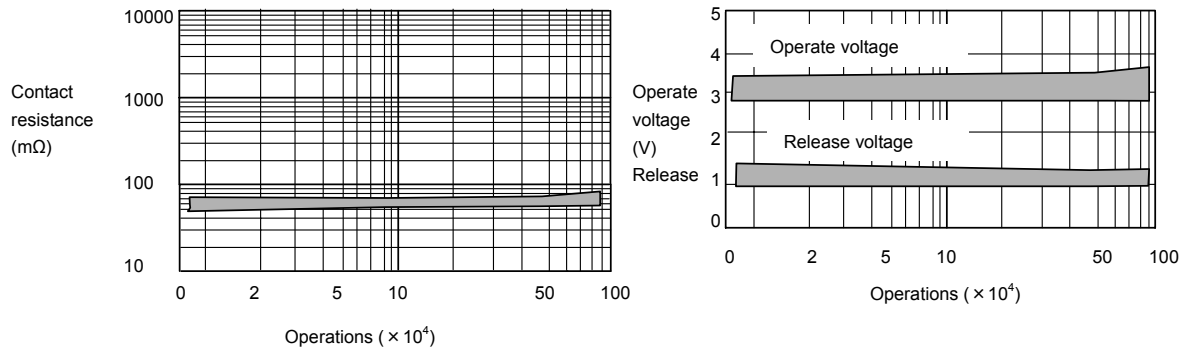 10000
1000
100
10
Contact
resistance
(mΩ)
0 2 5 10 50 100
Operations ( × 10⁴)
5
4
3
2
1
0
Operate
voltage
(V)
Release
Operate voltage
Release voltage
0 2 5 10 50 100
Operations ( × 10⁴)